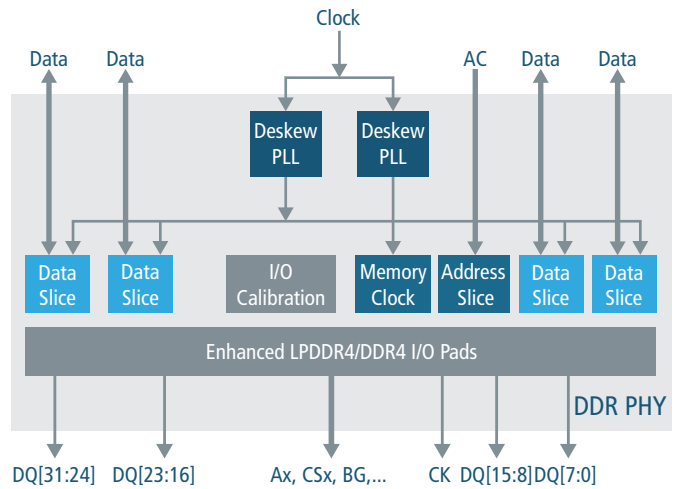 Clock
Data
Data
AC
Data
Data
Deskew
PLL
Deskew
PLL
Data
Slice
Data
Slice
I/O
Calibration
Memory
Clock
Address
Slice
Data
Slice
Data
Slice
Enhanced LPDDR4/DDR4 I/O Pads
DDR PHY
DQ[31:24]
DQ[23:16]
Ax, CSx, BG,...
CK
DQ[15:8]
DQ[7:0]